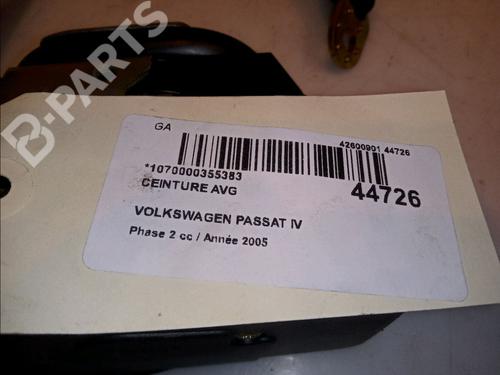 B-PARTS
GA
42600901 44726
*1070000355383
CEINTURE AVG
44726
VOLKSWAGEN PASSAT IV
Phase 2 cc / Année 2005